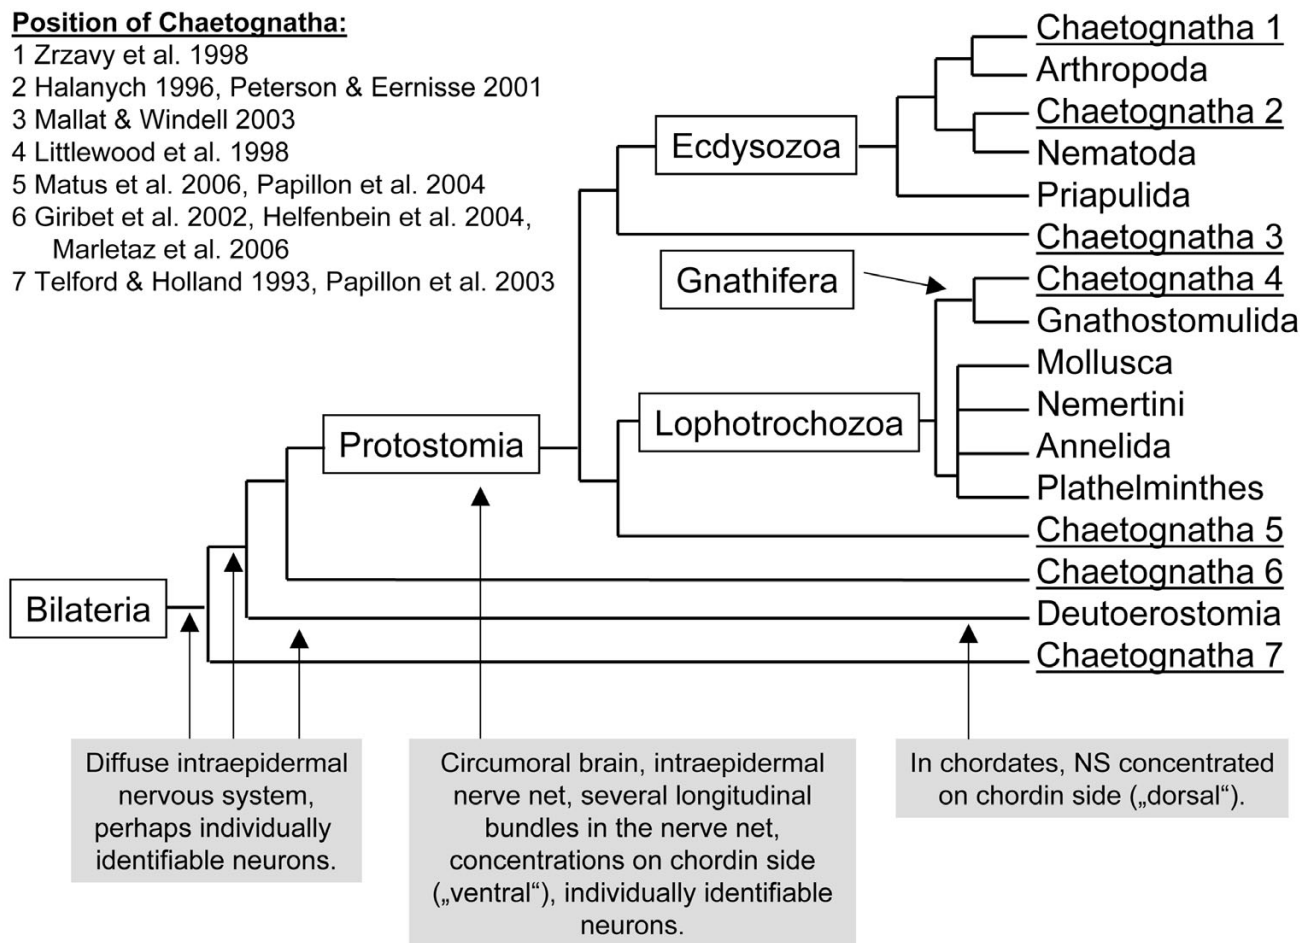 Position of Chaetognatha:
1 Zrzavy et al. 1998
2 Halanych 1996, Peterson & Eernisse 2001
3 Mallat & Windell 2003
4 Littlewood et al. 1998
5 Matus et al. 2006, Papillon et al. 2004
6 Giribet et al. 2002, Helfenbein et al. 2004,
Marletaz et al. 2006
7 Telford & Holland 1993, Papillon et al. 2003
Chaetognatha 1
Arthropoda
Chaetognatha 2
Ecdysozoa
Nematoda
Priapulida
Chaetognatha 3
Gnathifera
Chaetognatha 4
Gnathostomulida
Mollusca
Nemertini
Lophotrochozoa
Protostomia
Annelida
Plathelminthes
Chaetognatha 5
Chaetognatha 6
Bilateria
Deutoerostomia
Chaetognatha 7
Diffuse intraepidermal
nervous system,
perhaps individually
identifiable neurons.
Circumoral brain, intraepidermal
nerve net, several longitudinal
bundles in the nerve net,
concentrations on chordin side
(„ventral“), individually identifiable
neurons.
In chordates, NS concentrated
on chordin side („dorsal“).